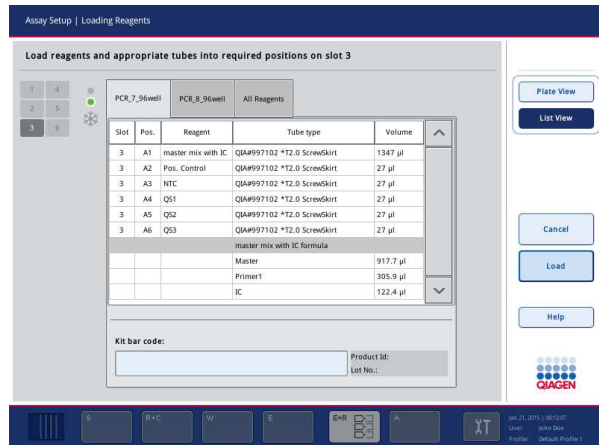 Assay Setup | Loading Reagents
Load reagents and appropriate tubes into required positions on slot 3
1 4
2 5
3 6
PCR_7_96well PCR_8_96well All Reagents
Slot Pos. Reagent Tube type Volume
3 A1 master mix with IC QIA#997102 *T2.0 ScrewSkirt 1347 µl
3 A2 Pos. Control QIA#997102 *T2.0 ScrewSkirt 27 µl
3 A3 NTC QIA#997102 *T2.0 ScrewSkirt 27 µl
3 A4 QS1 QIA#997102 *T2.0 ScrewSkirt 27 µl
3 A5 QS2 QIA#997102 *T2.0 ScrewSkirt 27 µl
3 A6 QS3 QIA#997102 *T2.0 ScrewSkirt 27 µl
master mix with IC formula
Master 917.7 µl
Primer1 305.9 µl
IC 122.4 µl
Kit bar code:
Product Id:
Lot No.:
Plate View
List View
Cancel
Load
Help
QIAGEN
S R+C W E E+R A
Jan 21, 2015 | 08:12:07
User: John Doe
Profile: Default Profile 1